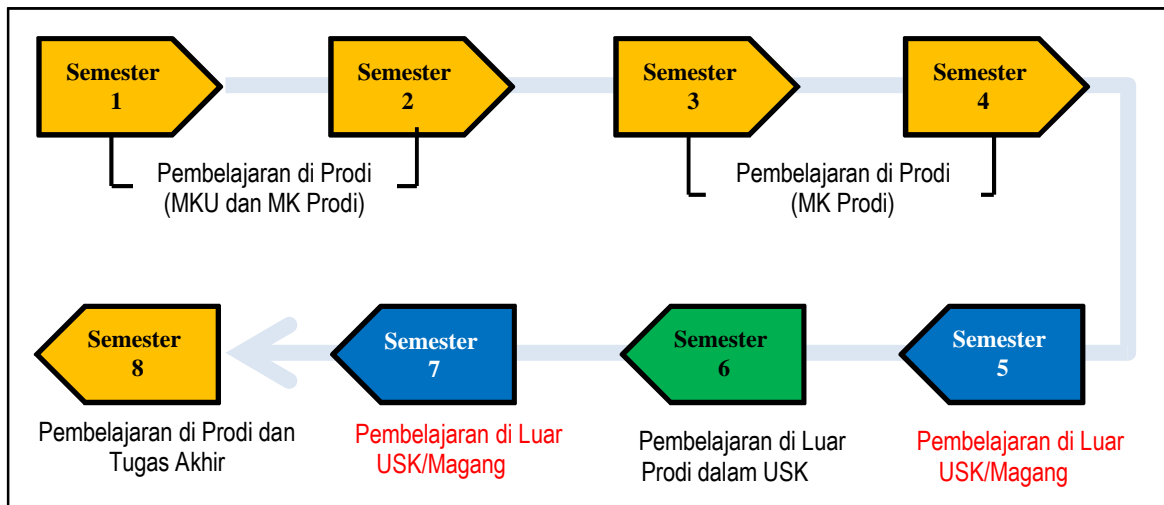 Semester
1
Semester
2
Semester
3
Semester
4
Pembelajaran di Prodi
(MKU dan MK Prodi)
Pembelajaran di Prodi
(MK Prodi)
Semester
8
Semester
7
Semester
6
Semester
5
Pembelajaran di Prodi dan
Tugas Akhir
Pembelajaran di Luar
USK/Magang
Pembelajaran di Luar
Prodi dalam USK
Pembelajaran di Luar
USK/Magang